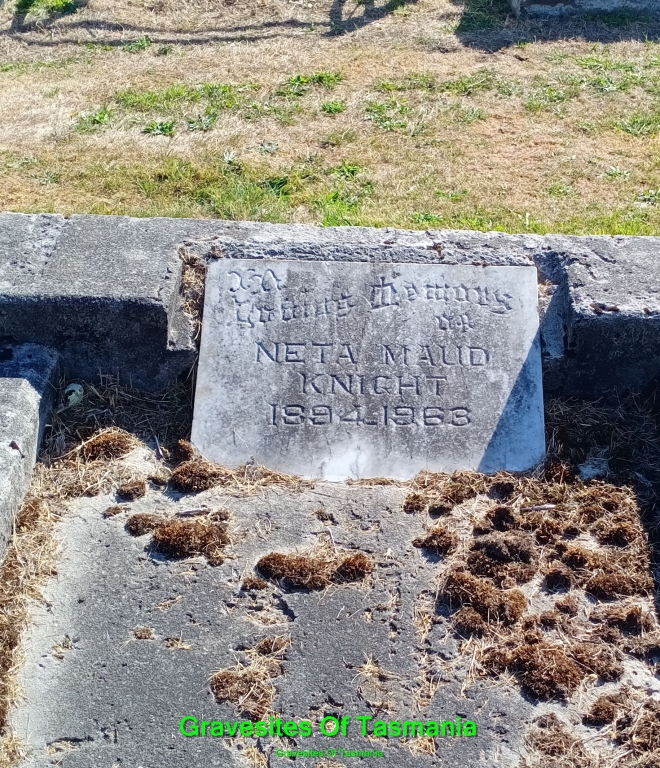 In
Loving Memory
of
NETA MAUD
KNIGHT
1894-1963
Gravesites Of Tasmania
Gravesites Of Tasmania